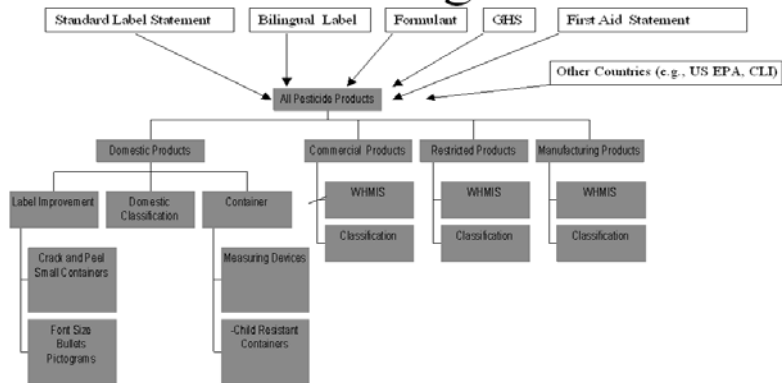 Standard Label Statement
Bilingual Label
Formulant
GHS
First Aid Statement
Other Countries (e.g., US EPA, CLI)
All Pesticide Products
Domestic Products
Commercial Products
Restricted Products
Manufacturing Products
Label Improvement
Domestic
Classification
Container
WHMIS
WHMIS
WHMIS
Classification
Classification
Classification
Crack and Peel
Small Containers
Measuring Devices
Font Size
Bullets
Pictograms
-Child Resistant
Containers